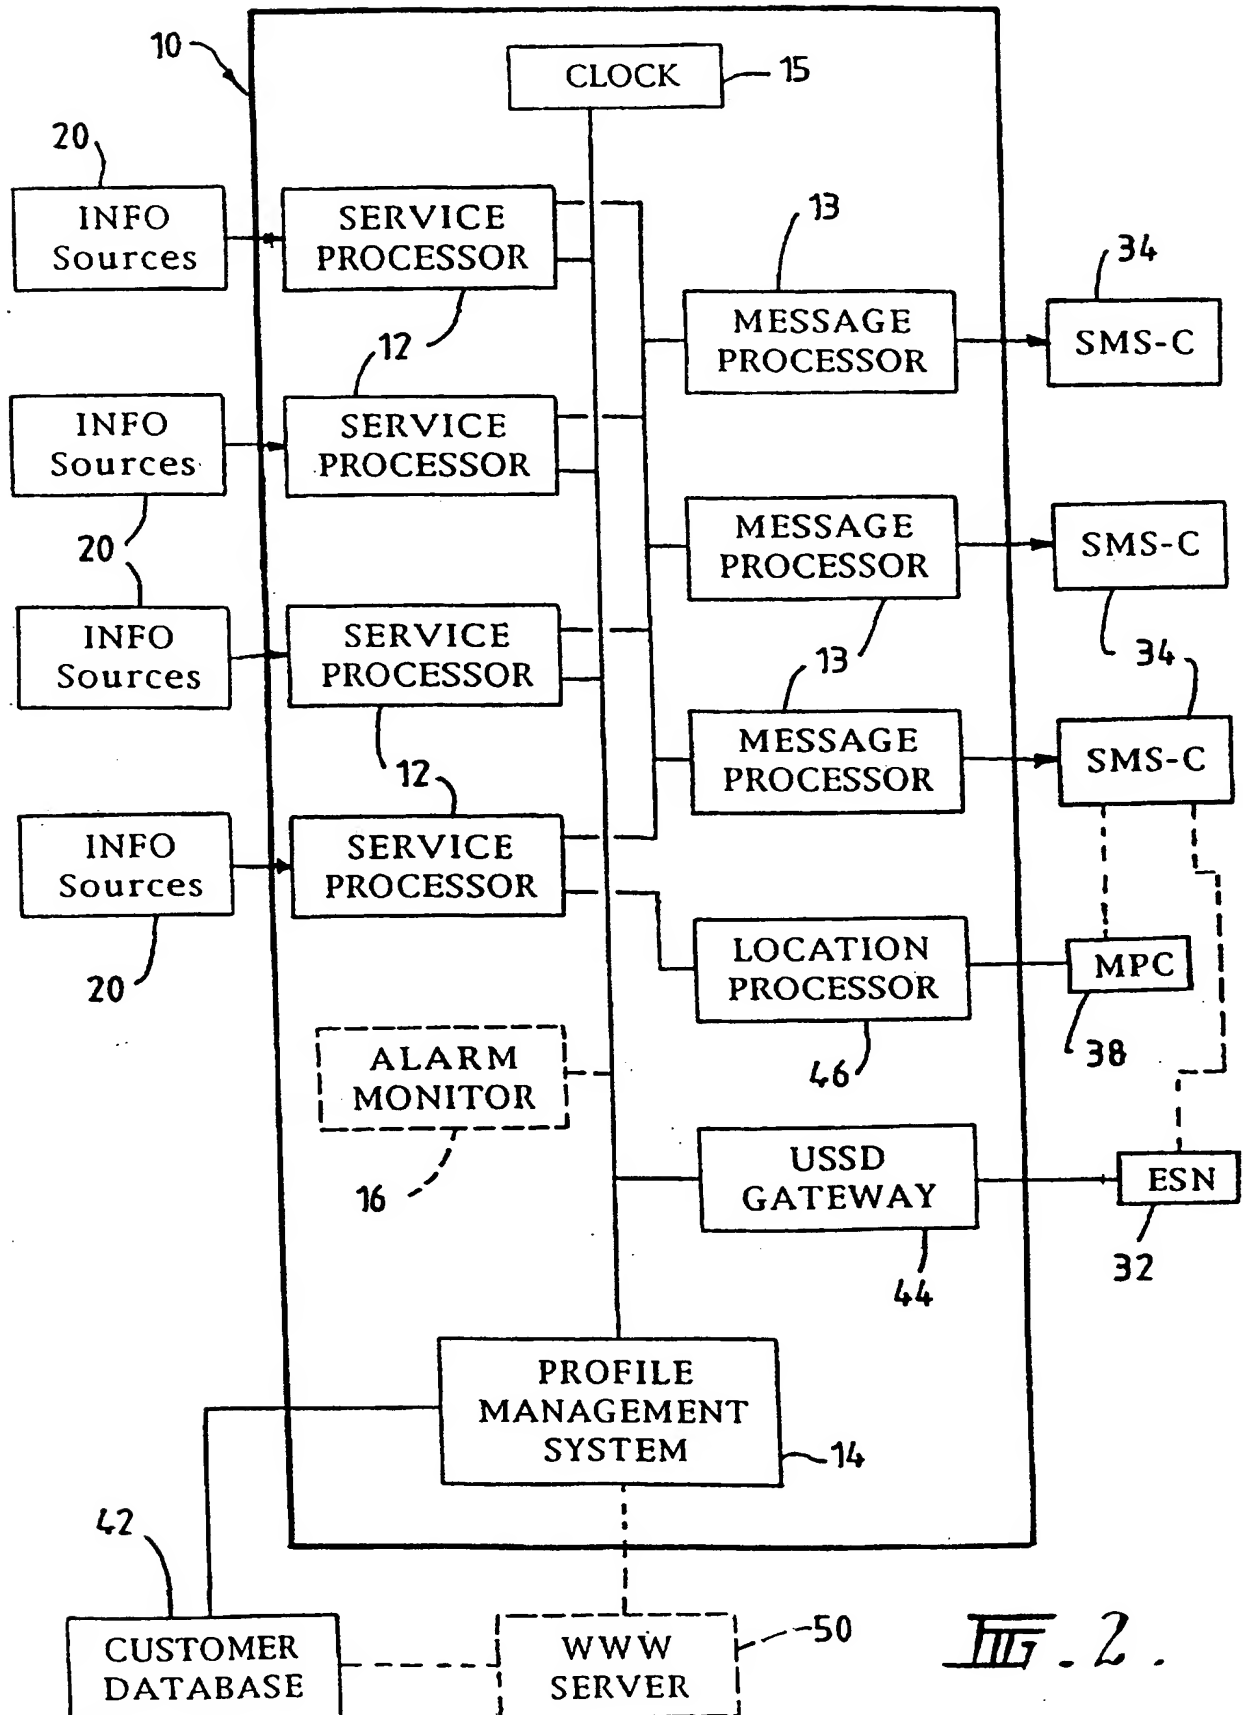 10
CLOCK
15
20
INFO
Sources
SERVICE
PROCESSOR
13
34
12
MESSAGE
PROCESSOR
SMS-C
INFO
Sources
SERVICE
PROCESSOR
20
MESSAGE
PROCESSOR
SMS-C
INFO
Sources
SERVICE
PROCESSOR
13
34
12
MESSAGE
PROCESSOR
SMS-C
INFO
Sources
SERVICE
PROCESSOR
20
LOCATION
PROCESSOR
MPC
38
46
ALARM
MONITOR
16
USSD
GATEWAY
ESN
32
44
PROFILE
MANAGEMENT
SYSTEM
14
42
CUSTOMER
DATABASE
WWW
SERVER
50
FIG. 2.